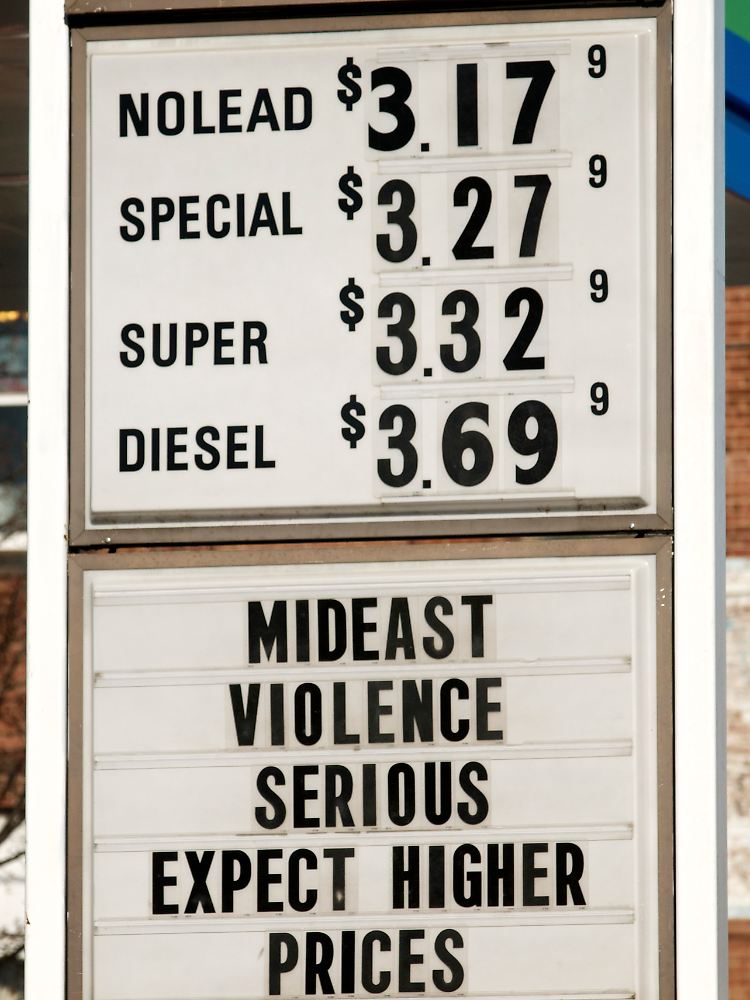 NOLEAD $3.17 9
SPECIAL $3.27 9
SUPER $3.32 9
DIESEL $3.69 9
MIDEAST
VIOLENCE
SERIOUS
EXPECT HIGHER
PRICES